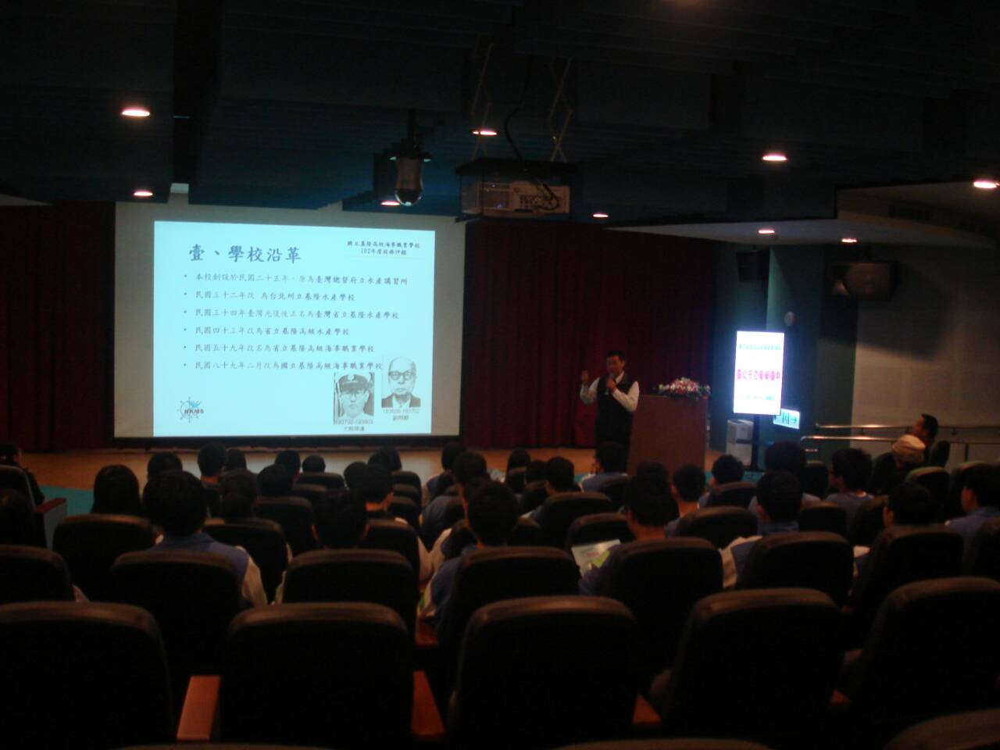 國立基隆高級海事職業學校
102年度校務評鑑
壹、學校沿革
• 本校創設於民國二十五年，原為臺灣總督府立水產講習所
• 民國三十二年改 為台北州立基隆水產學校
• 民國三十四年臺灣光復後正名為臺灣省立基隆水產學校
• 民國四十三年改為省立基隆高級水產學校
• 民國五十九年改名為省立基隆高級海事職業學校
• 民國八十九年二月改為國立基隆高級海事職業學校